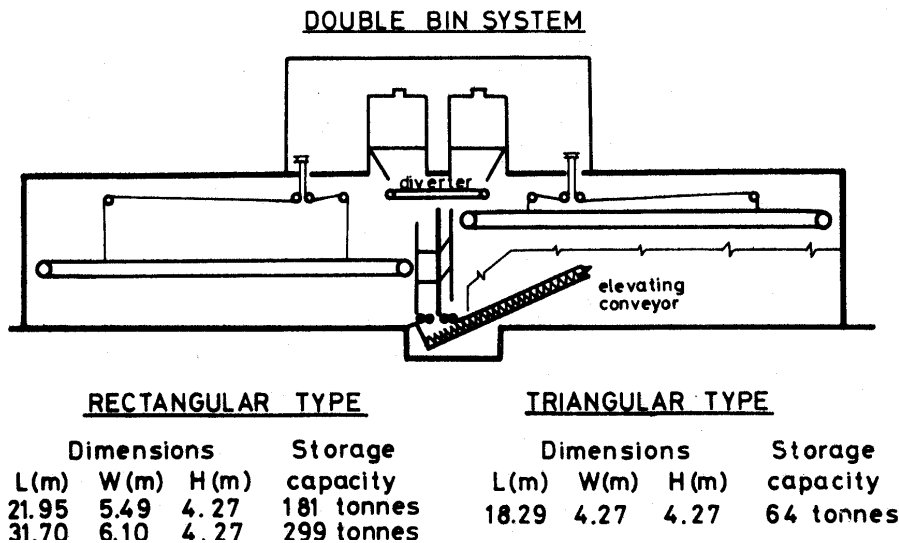 DOUBLE BIN SYSTEM
diverter
elevating
conveyor
RECTANGULAR TYPE
Dimensions Storage
L(m) W(m) H(m) capacity
21.95 5.49 4.27 181 tonnes
31.70 6.10 4.27 299 tonnes
TRIANGULAR TYPE
Dimensions Storage
L(m) W(m) H(m) capacity
18.29 4.27 4.27 64 tonnes